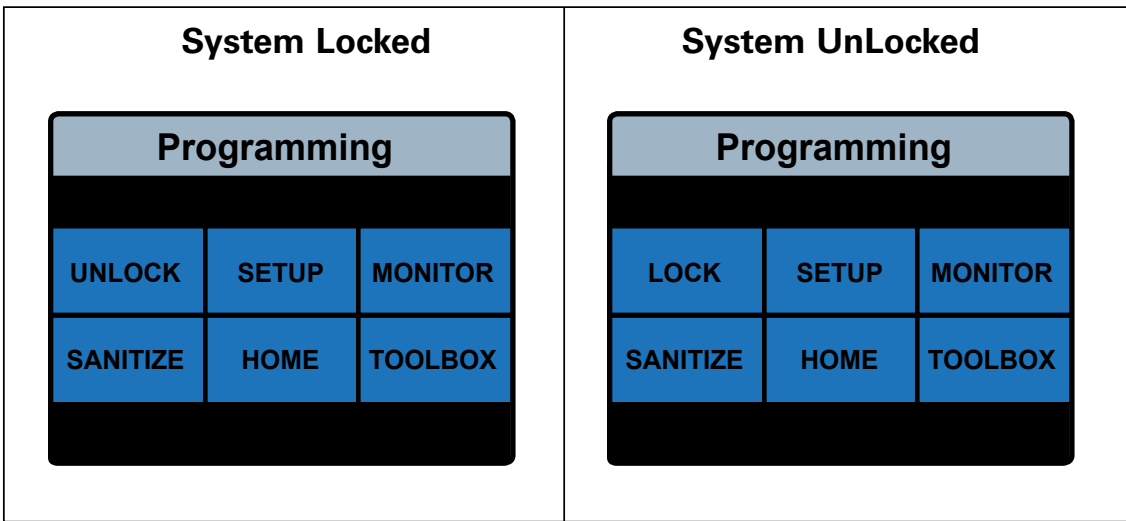 System Locked
Programming
UNLOCK SETUP MONITOR
SANITIZE HOME TOOLBOX
System UnLocked
Programming
LOCK SETUP MONITOR
SANITIZE HOME TOOLBOX